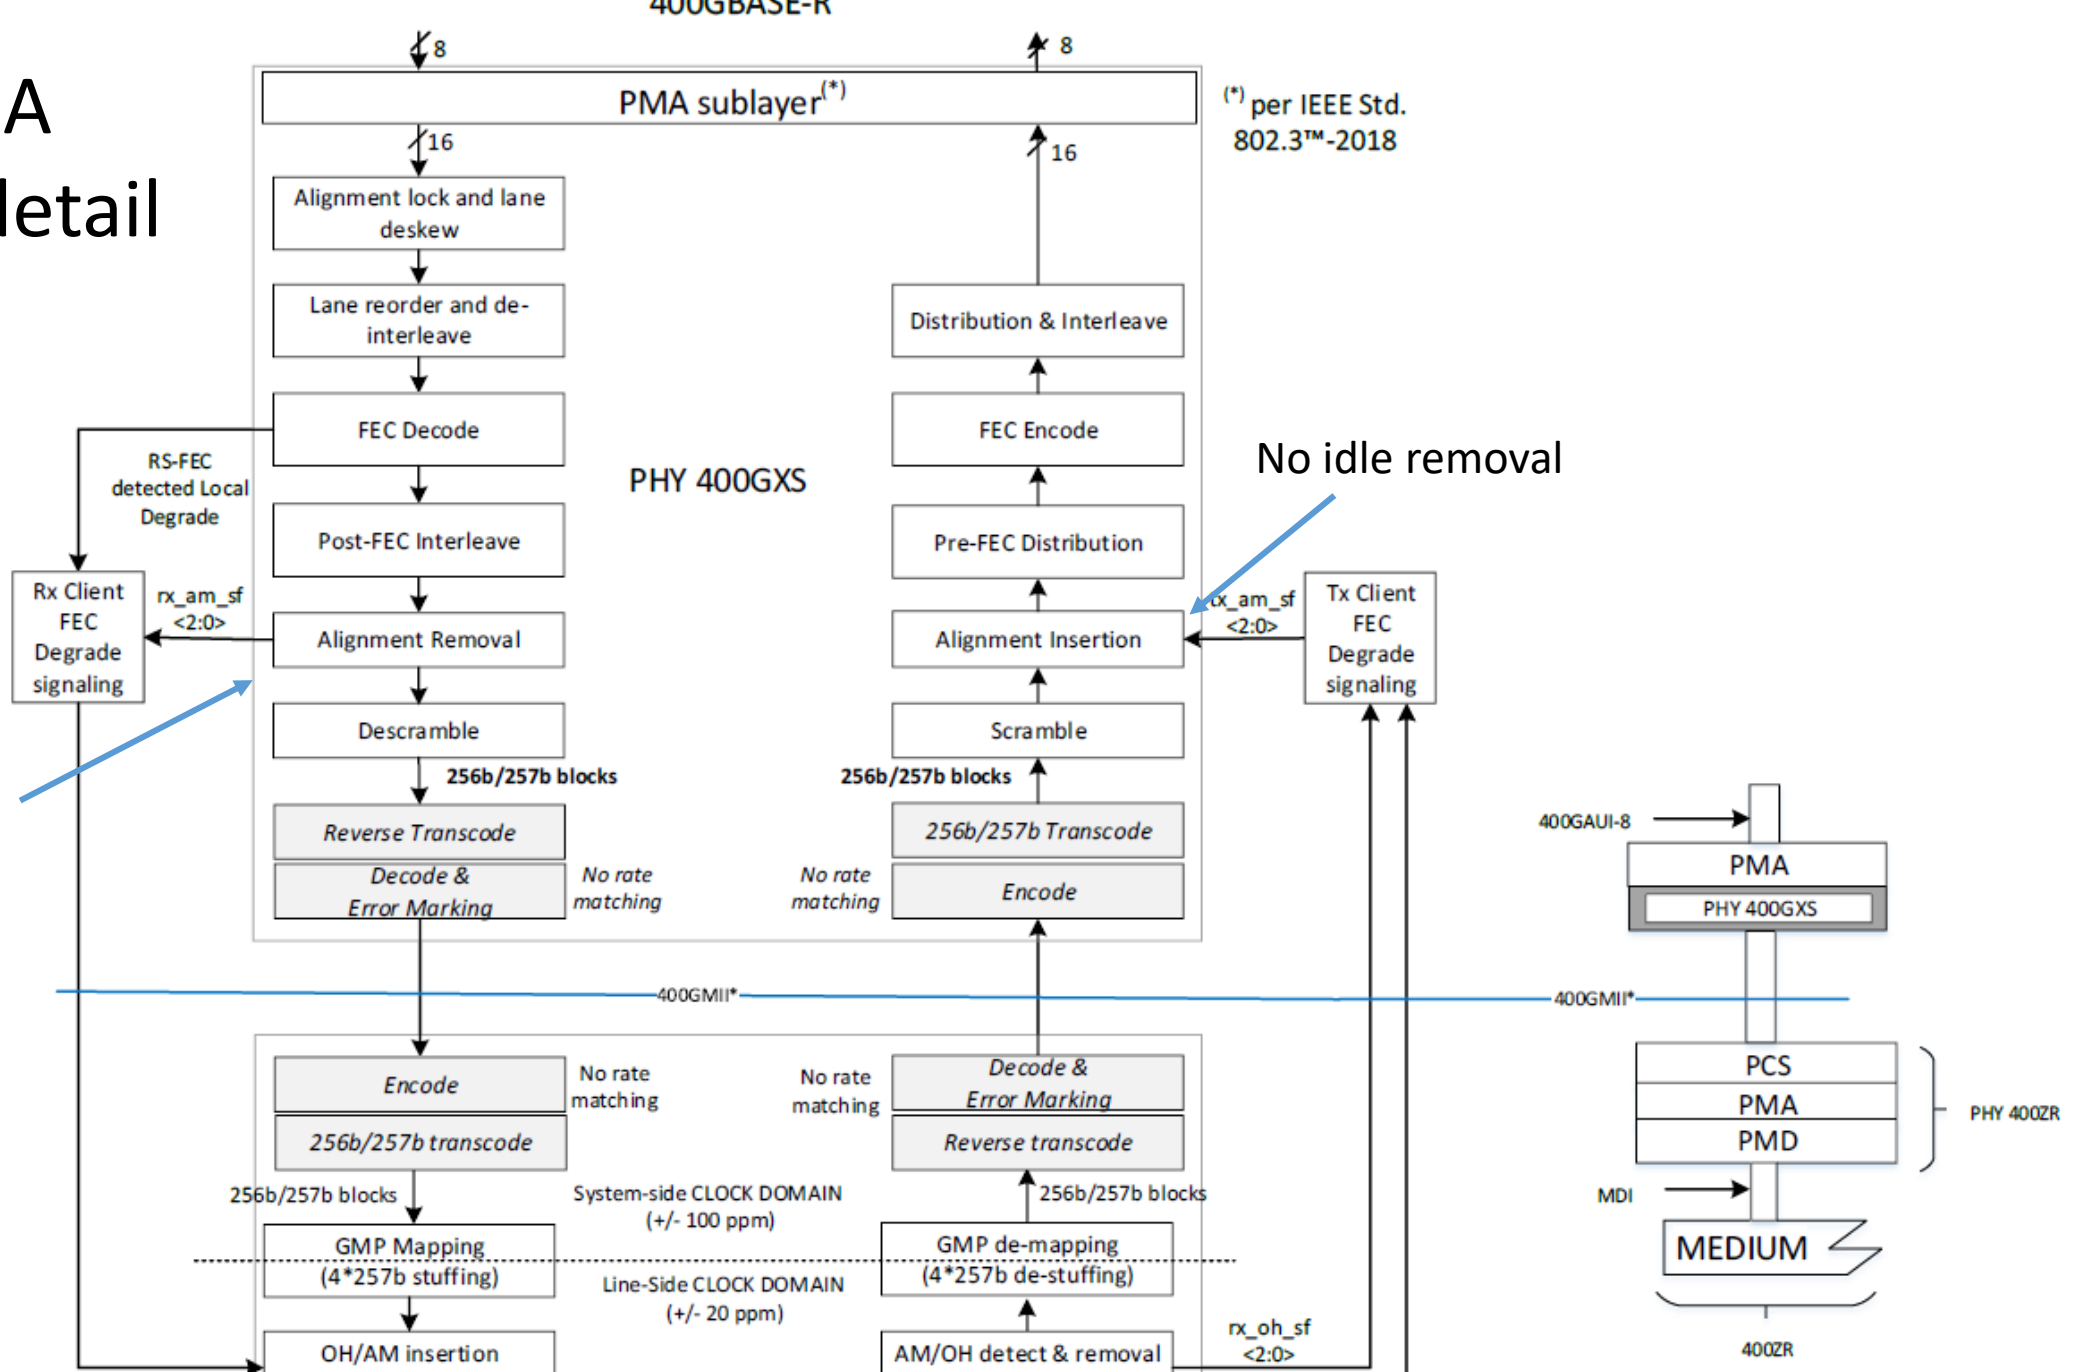 400GBASE-R
8
8
A
detail
PMA sublayer(*)
(*) per IEEE Std.
802.3™-2018
16
16
Alignment lock and lane
deskew
Lane reorder and de-
interleave
Distribution & Interleave
FEC Decode
FEC Encode
No idle removal
RS-FEC
detected Local
Degrade
PHY 400GXS
Post-FEC Interleave
Pre-FEC Distribution
Rx Client
FEC
Degrade
signaling
rx_am_sf
<2:0>
Alignment Removal
Alignment Insertion
tx_am_sf
<2:0>
Tx Client
FEC
Degrade
signaling
Descramble
Scramble
256b/257b blocks
256b/257b blocks
Reverse Transcode
256b/257b Transcode
Decode &
Error Marking
No rate
matching
No rate
matching
Encode
400GAUI-8
PMA
PHY 400GXS
400GMII*
400GMII*
Encode
No rate
matching
No rate
matching
Decode &
Error Marking
256b/257b transcode
Reverse transcode
PCS
PMA
PMD
PHY 400ZR
256b/257b blocks
System-side CLOCK DOMAIN
(+/- 100 ppm)
256b/257b blocks
MDI
GMP Mapping
(4*257b stuffing)
GMP de-mapping
(4*257b de-stuffing)
MEDIUM
Line-Side CLOCK DOMAIN
(+/- 20 ppm)
OH/AM insertion
AM/OH detect & removal
rx_oh_sf
<2:0>
400ZR